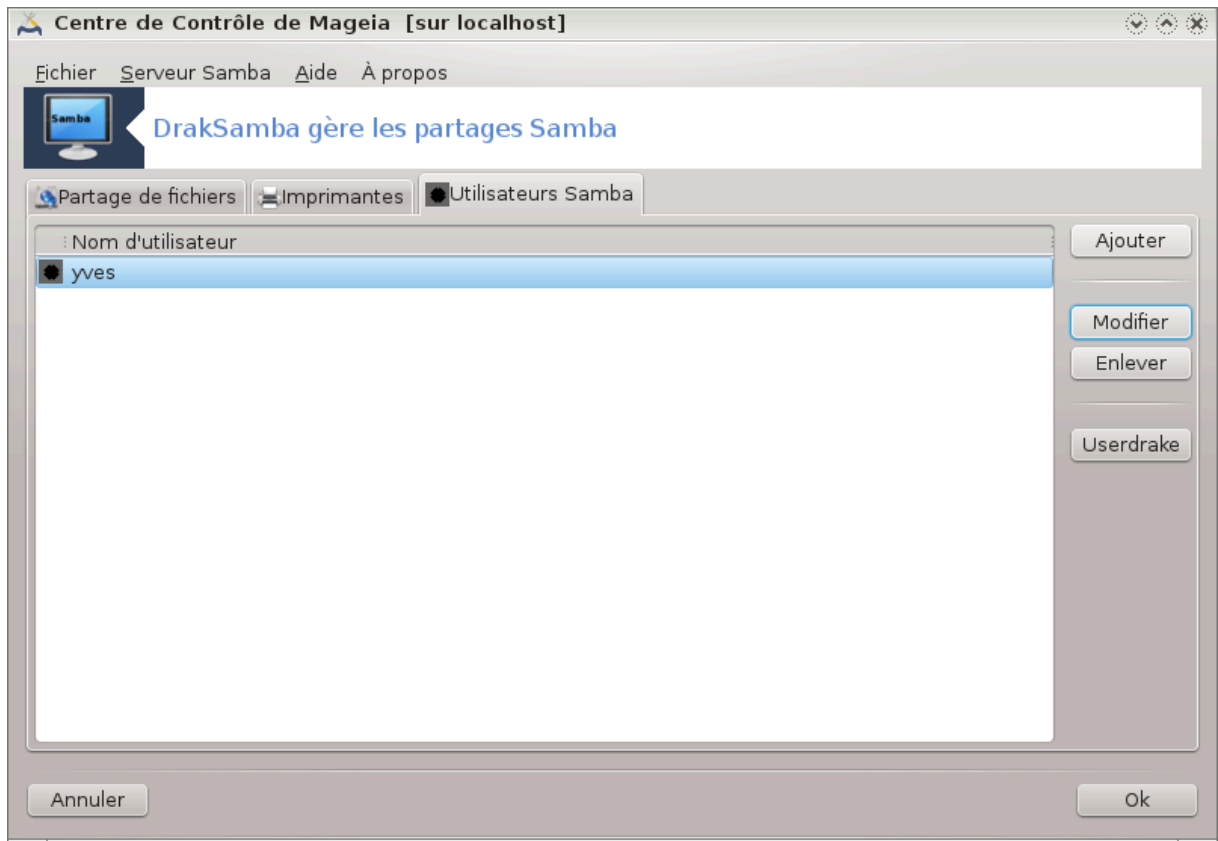 Centre de Contrôle de Mageia [sur localhost]
Fichier Serveur Samba Aide À propos
Samba
DrakSamba gère les partages Samba
Partage de fichiers Imprimantes Utilisateurs Samba
Nom d'utilisateur
Ajouter
yves
Modifier
Enlever
Userdrake
Annuler Ok